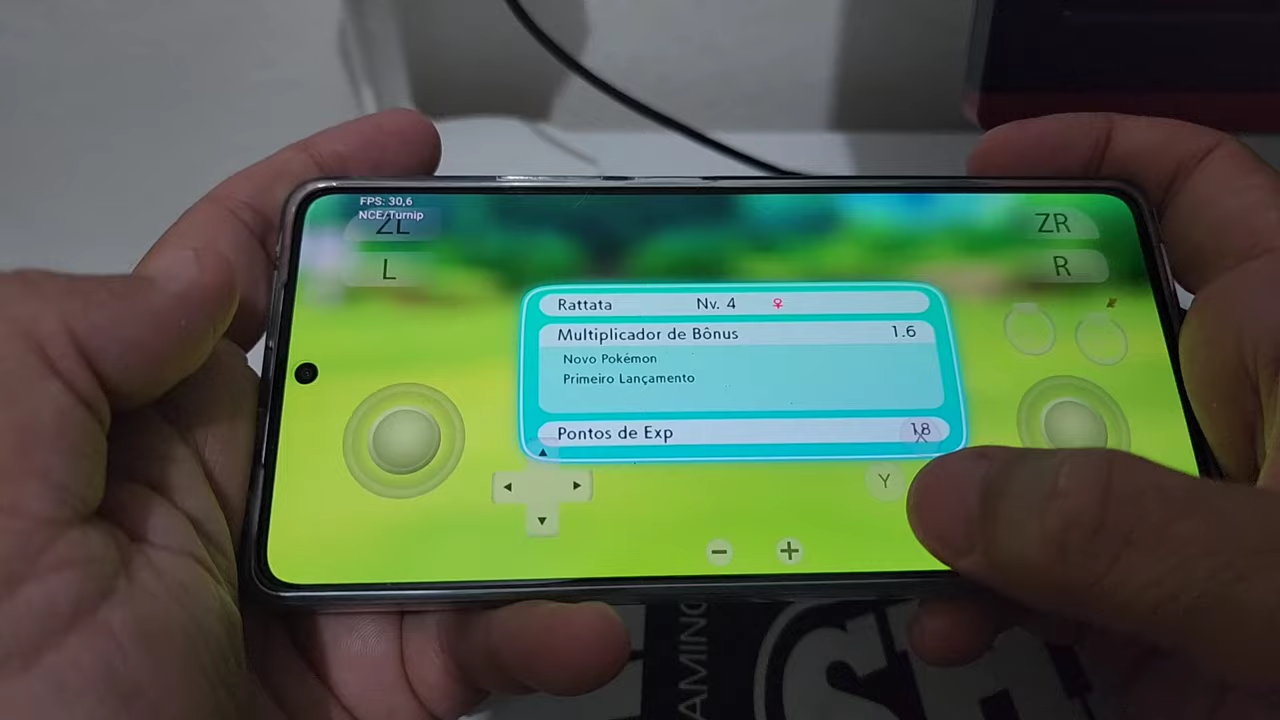 FPS: 30,6
NCE/Turnip
ZL
L
ZR
R
Rattata Nv. 4 ♀
Multiplicador de Bônus 1.6
Novo Pokémon
Primeiro Lançamento
Pontos de Exp 18
X
Y
AMING